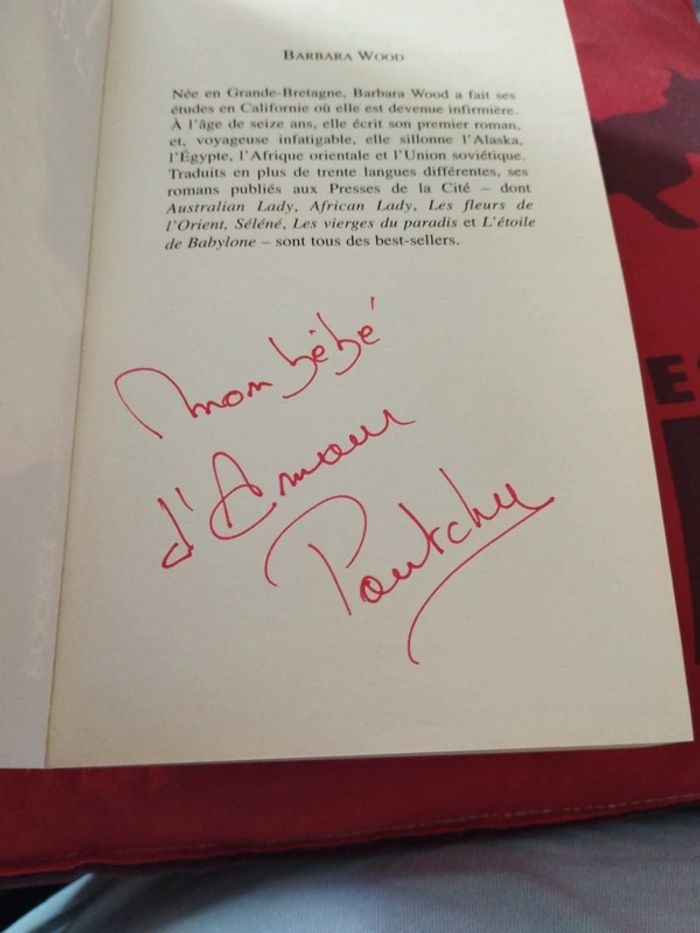 BARBARA WOOD
Née en Grande-Bretagne, Barbara Wood a fait ses
études en Californie où elle est devenue infirmière.
À l'âge de seize ans, elle écrit son premier roman,
et, voyageuse infatigable, elle sillonne l'Alaska,
l'Égypte, l'Afrique orientale et l'Union soviétique.
Traduits en plus de trente langues différentes, ses
romans publiés aux Presses de la Cité – dont
Australian Lady, African Lady, Les fleurs de
l'Orient, Séléné, Les vierges du paradis et L'étoile
de Babylone – sont tous des best-sellers.
mon bébé
d'Amour
Poutchy